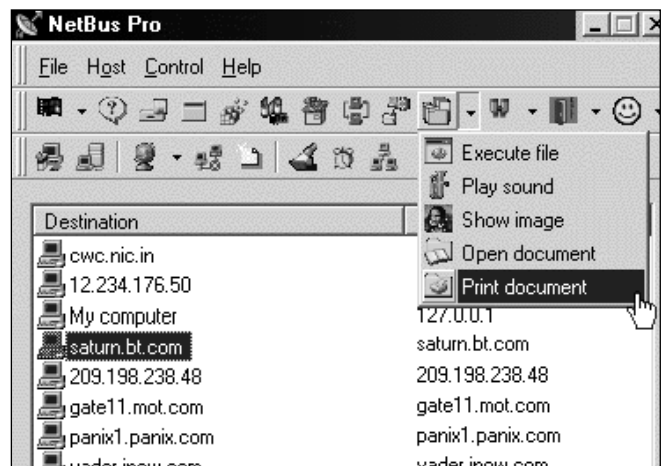 NetBus Pro
File Host Control Help
Execute file
Play sound
Show image
Open document
Print document
Destination
cwc.nic.in
12.234.176.50
My computer 127.0.0.1
saturn.bt.com saturn.bt.com
209.198.238.48 209.198.238.48
gate11.mot.com gate11.mot.com
panix1.panix.com panix1.panix.com